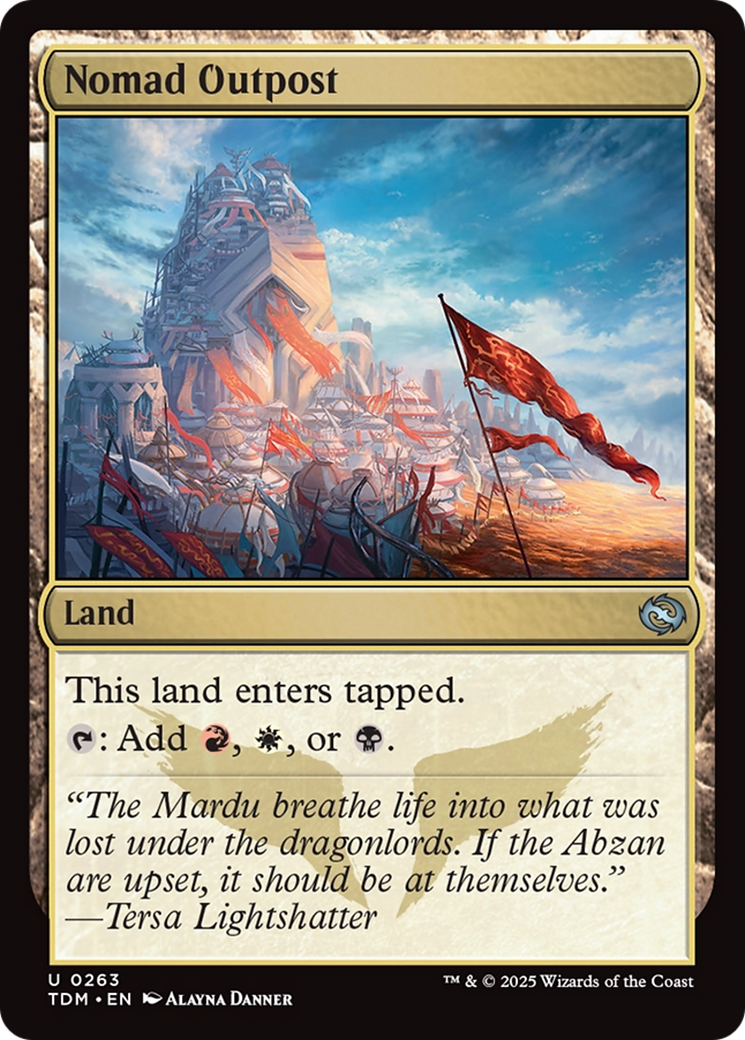 Nomad Outpost
Land
This land enters tapped.
: Add , , or .
“The Mardu breathe life into what was
lost under the dragonlords. If the Abzan
are upset, it should be at themselves.”
—Tersa Lightshatter
U 0263
TDM • EN Alayna Danner
™ & © 2025 Wizards of the Coast